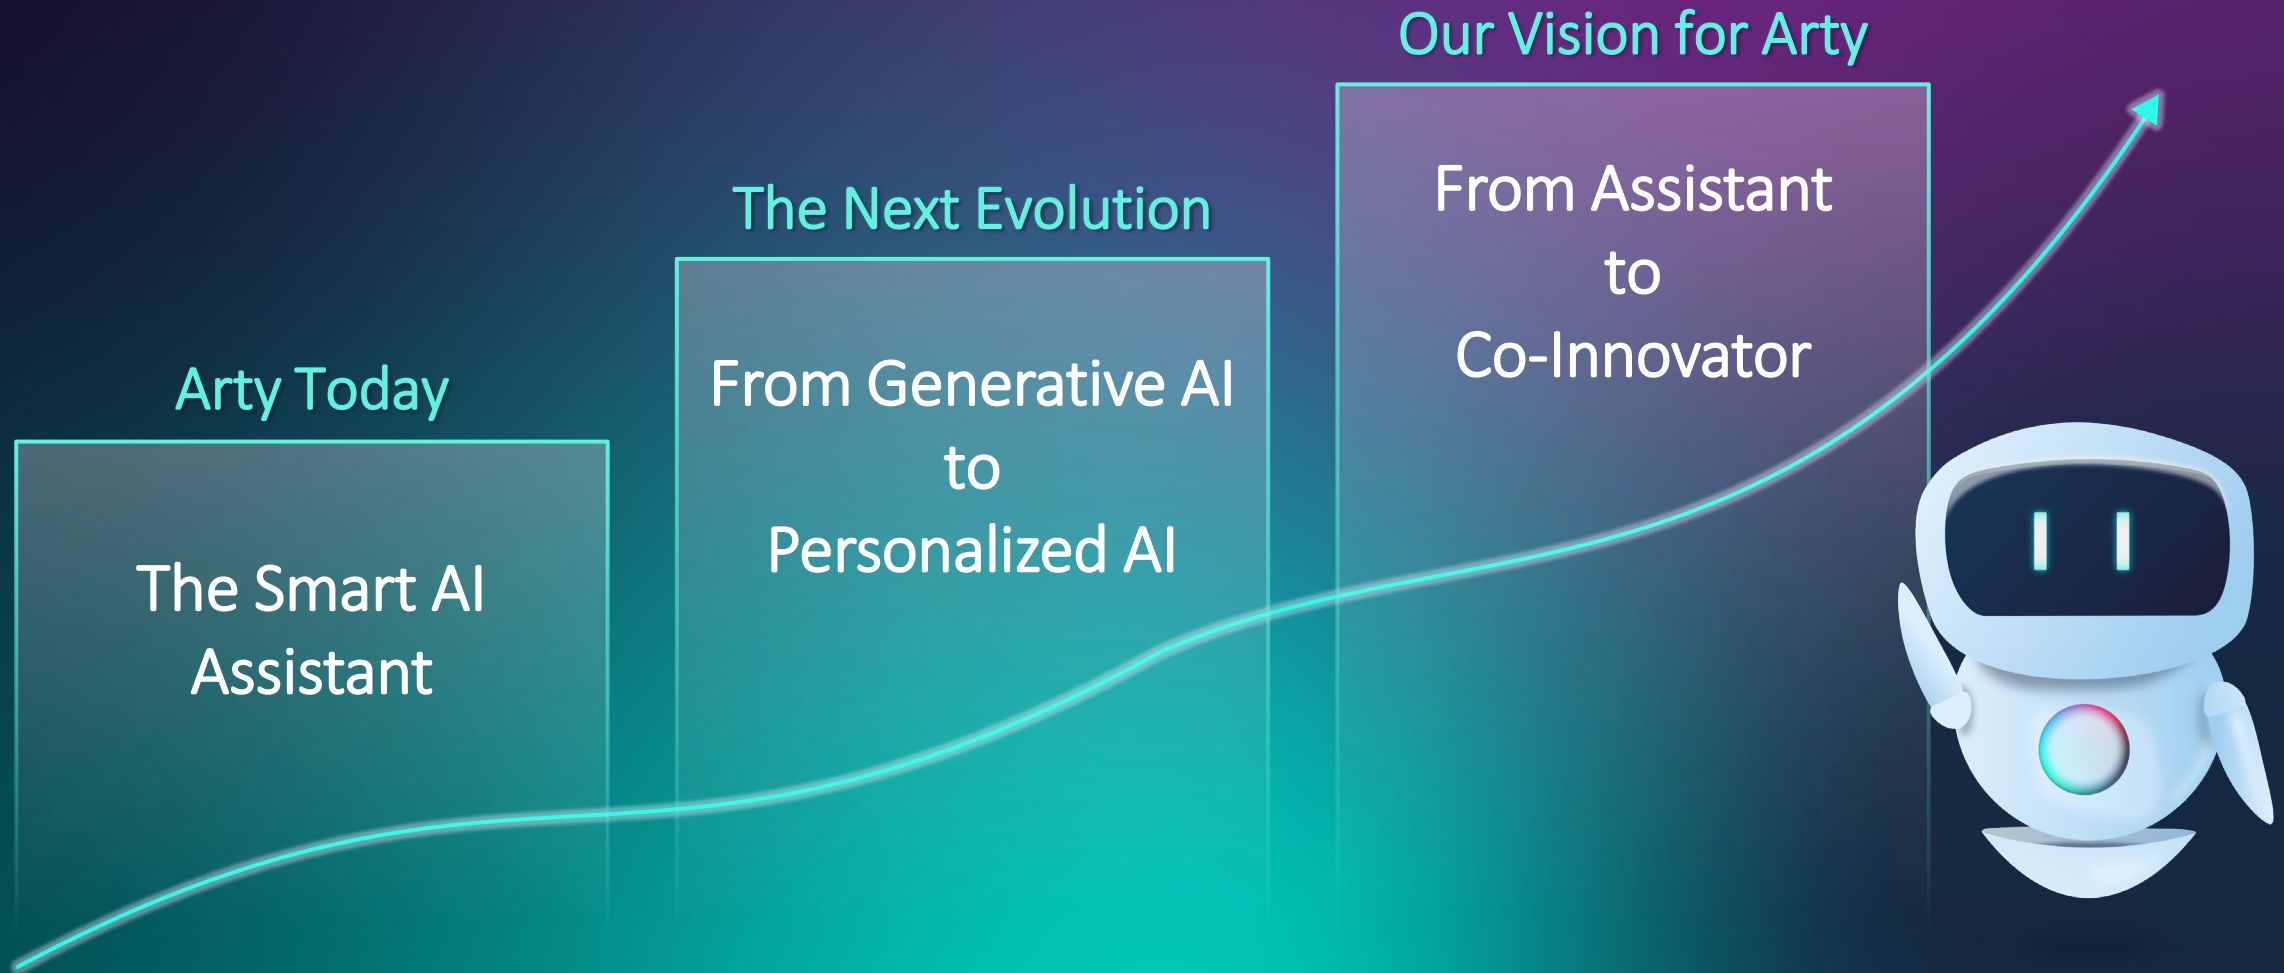 Arty Today
The Smart AI
Assistant
The Next Evolution
From Generative AI
to
Personalized AI
Our Vision for Arty
From Assistant
to
Co-Innovator